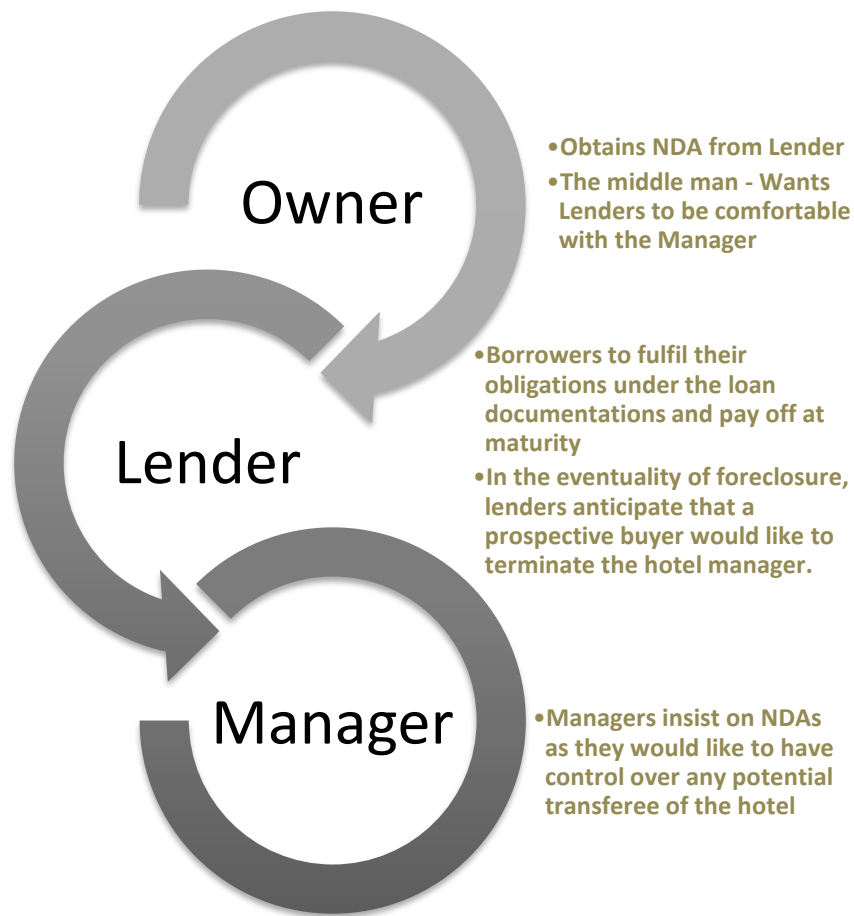 Owner
•Obtains NDA from Lender
•The middle man - Wants
Lenders to be comfortable
with the Manager
Lender
•Borrowers to fulfil their
obligations under the loan
documentations and pay off at
maturity
•In the eventuality of foreclosure,
lenders anticipate that a
prospective buyer would like to
terminate the hotel manager.
Manager
•Managers insist on NDAs
as they would like to have
control over any potential
transferee of the hotel